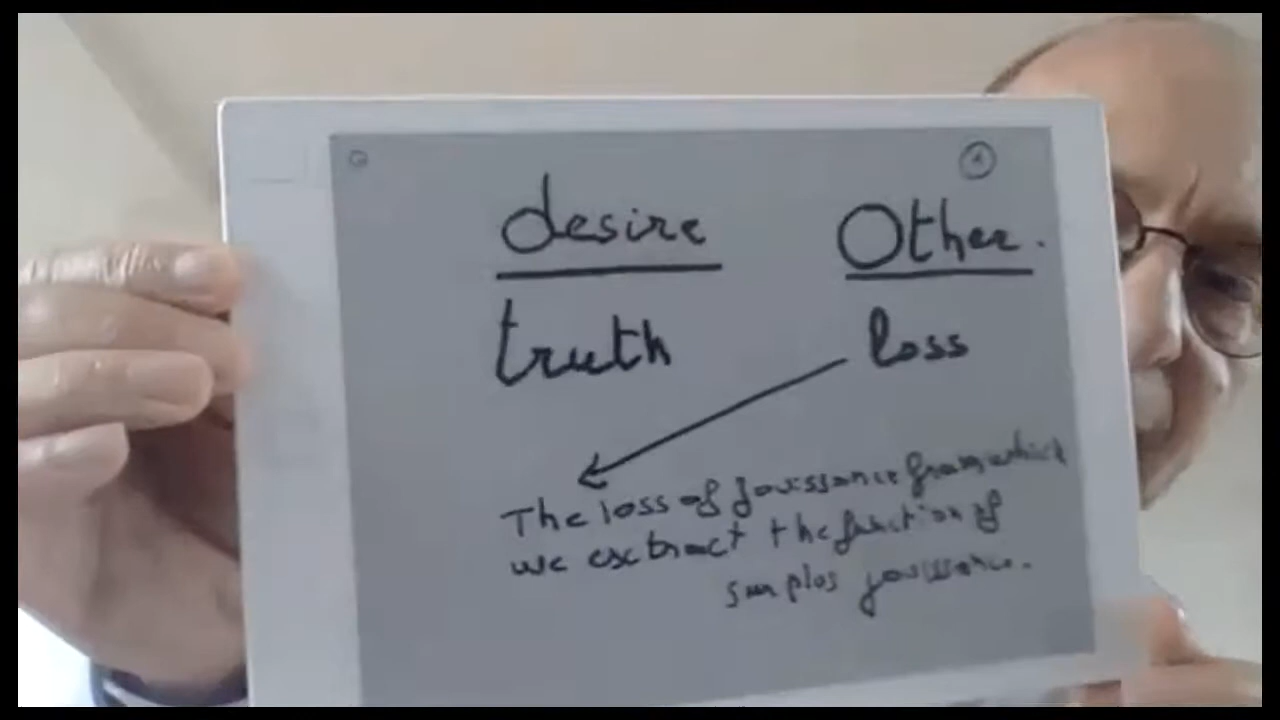 desire Other.
truth loss
The loss of jouissance from which
we extract the function of
surplus jouissance.